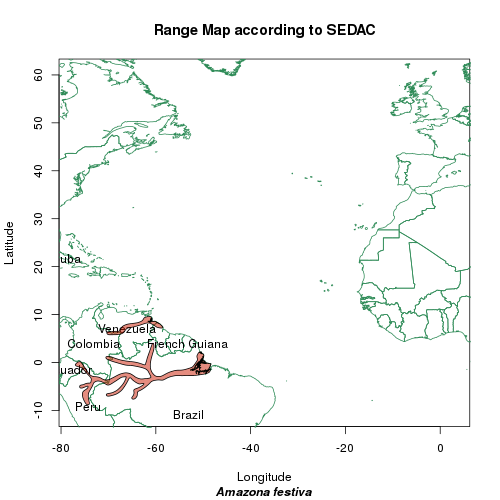 Range Map according to SEDAC
60
50
40
30
20
10
0
-10
Latitude
uba
Venezuela
Colombia
French Guiana
uador
Peru
Brazil
-80
-60
-40
-20
0
Longitude
Amazona festiva